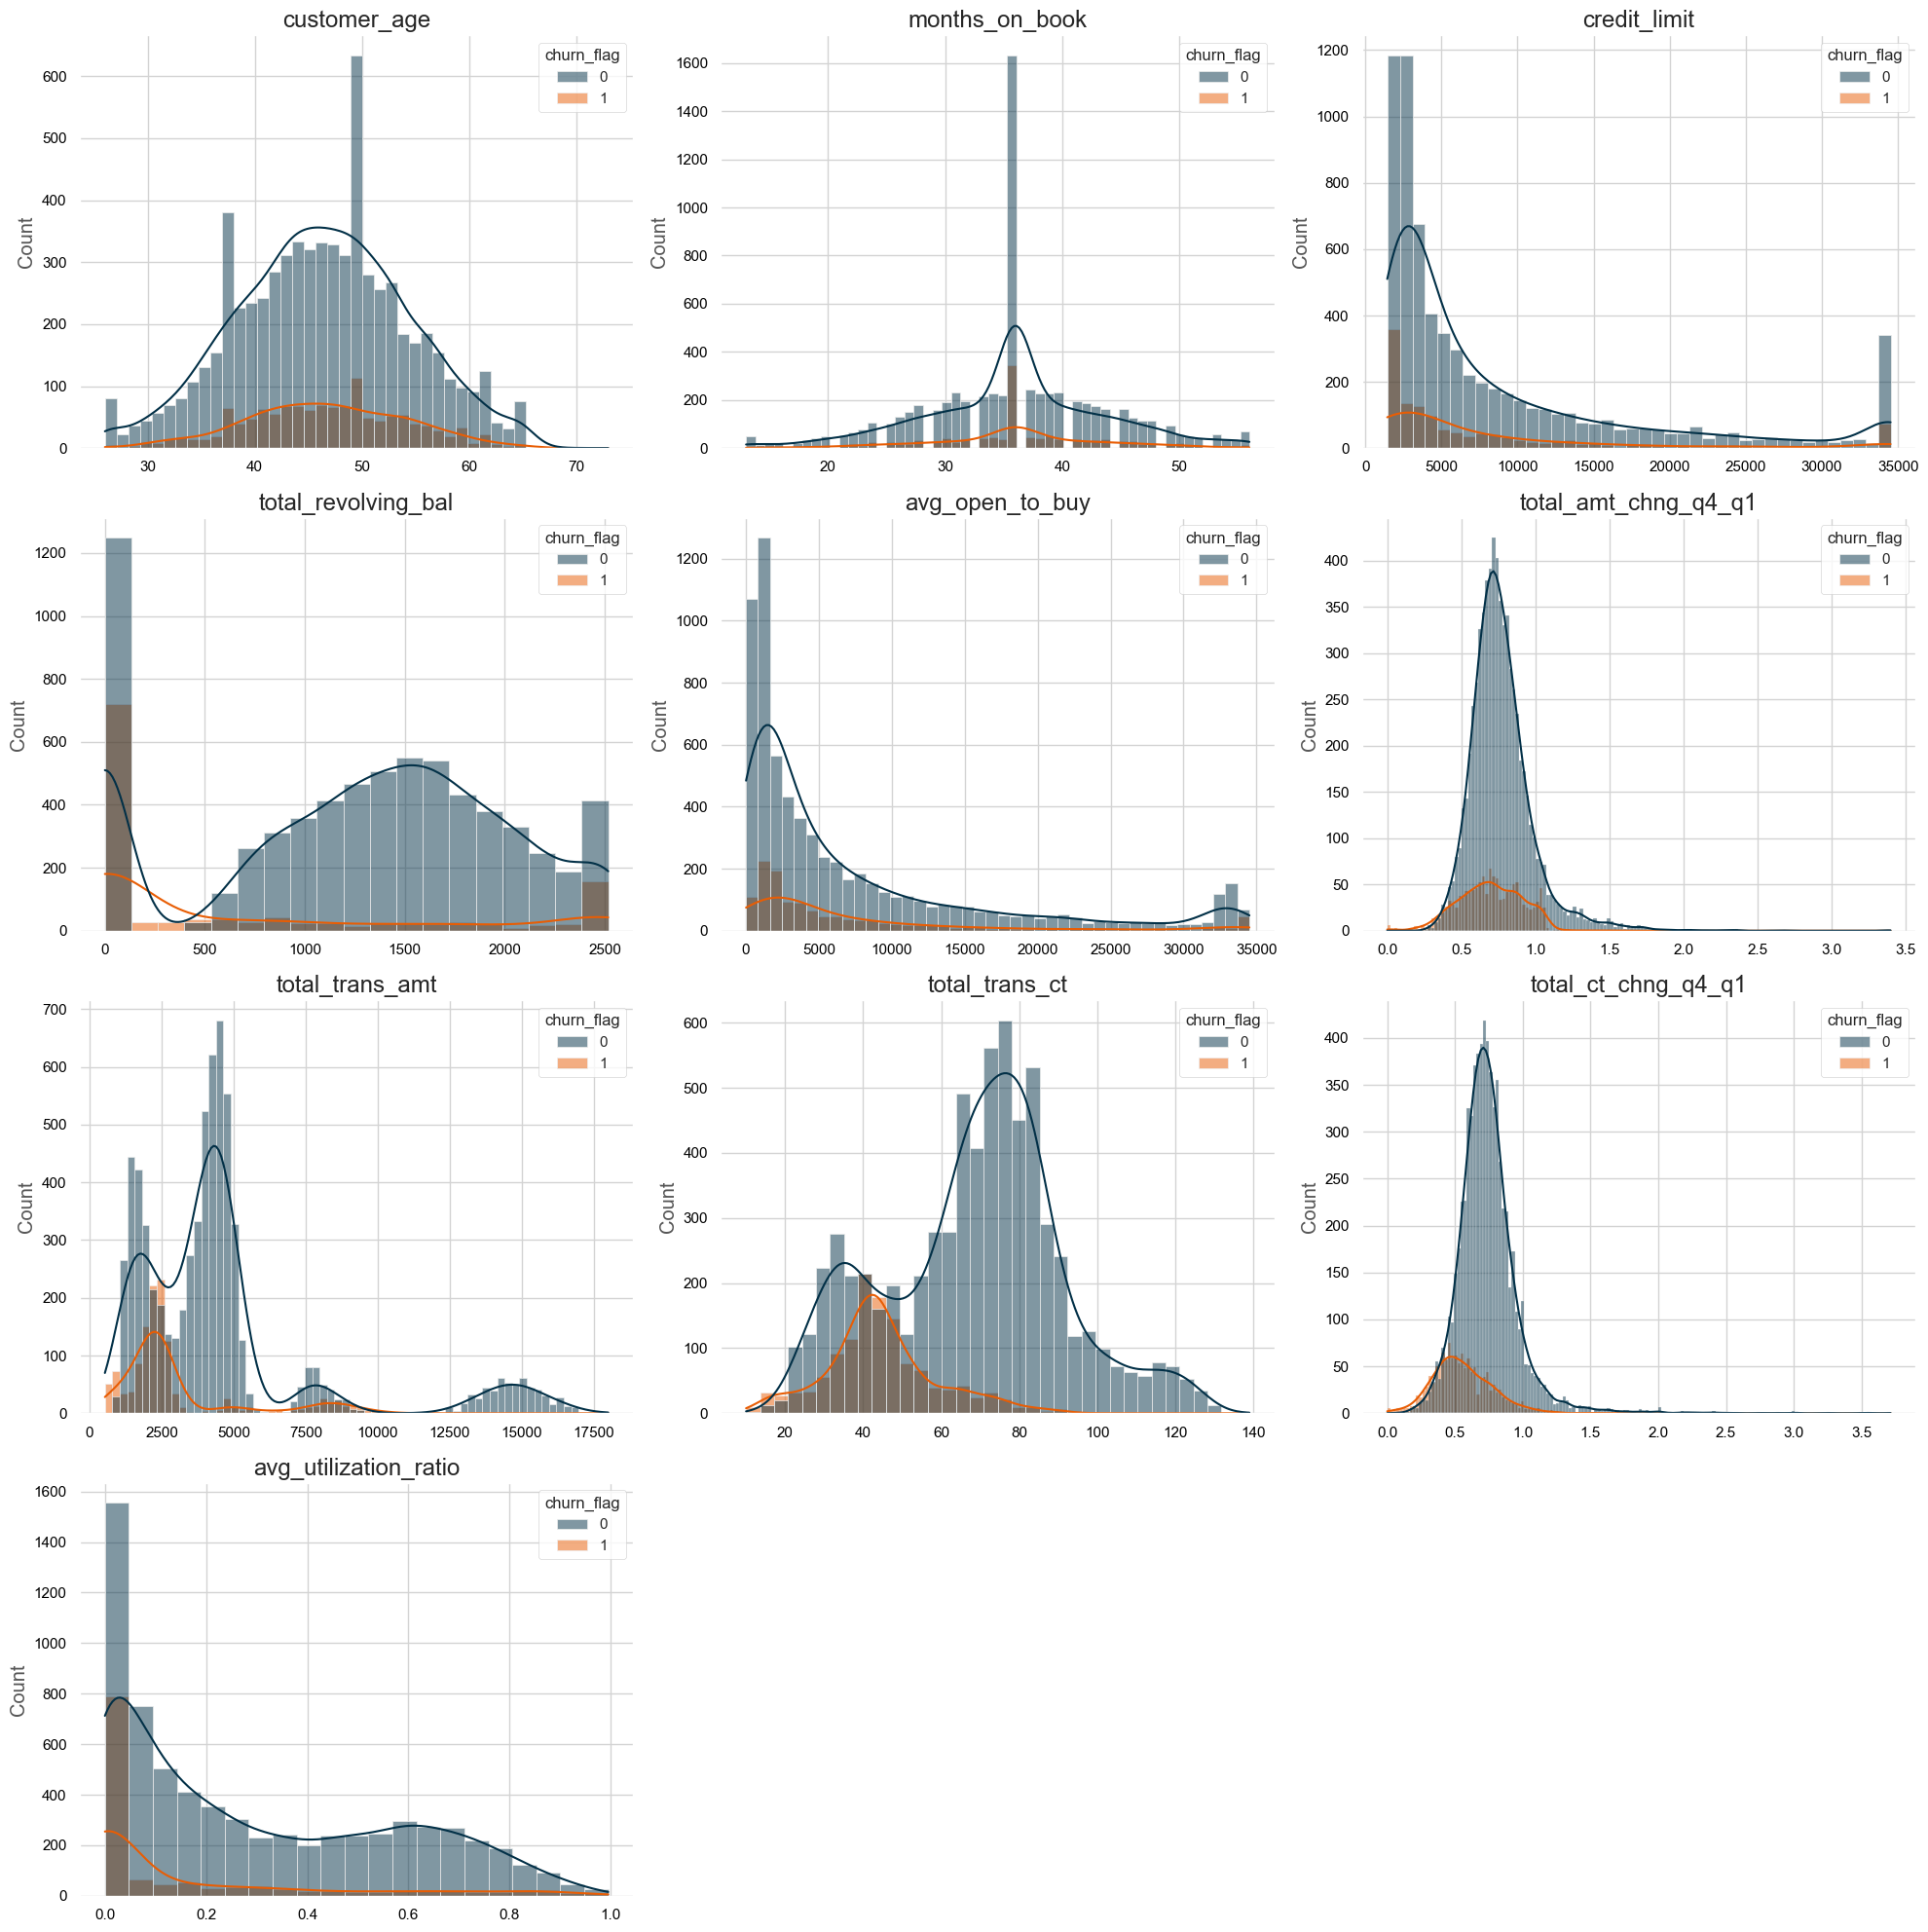 customer_age
churn_flag
0
1
Count
600
500
400
300
200
100
0
30 40 50 60 70
months_on_book
churn_flag
0
1
Count
1600
1400
1200
1000
800
600
400
200
0
20 30 40 50
credit_limit
churn_flag
0
1
Count
1200
1000
800
600
400
200
0
0 5000 10000 15000 20000 25000 30000 35000
total_revolving_bal
churn_flag
0
1
Count
1200
1000
800
600
400
200
0
0 500 1000 1500 2000 2500
avg_open_to_buy
churn_flag
0
1
Count
1200
1000
800
600
400
200
0
0 5000 10000 15000 20000 25000 30000 35000
total_amt_chng_q4_q1
churn_flag
0
1
Count
400
350
300
250
200
150
100
50
0
0.0 0.5 1.0 1.5 2.0 2.5 3.0 3.5
total_trans_amt
churn_flag
0
1
Count
700
600
500
400
300
200
100
0
0 2500 5000 7500 10000 12500 15000 17500
total_trans_ct
churn_flag
0
1
Count
600
500
400
300
200
100
0
20 40 60 80 100 120 140
total_ct_chng_q4_q1
churn_flag
0
1
Count
400
350
300
250
200
150
100
50
0
0.0 0.5 1.0 1.5 2.0 2.5 3.0 3.5
avg_utilization_ratio
churn_flag
0
1
Count
1600
1400
1200
1000
800
600
400
200
0
0.0 0.2 0.4 0.6 0.8 1.0